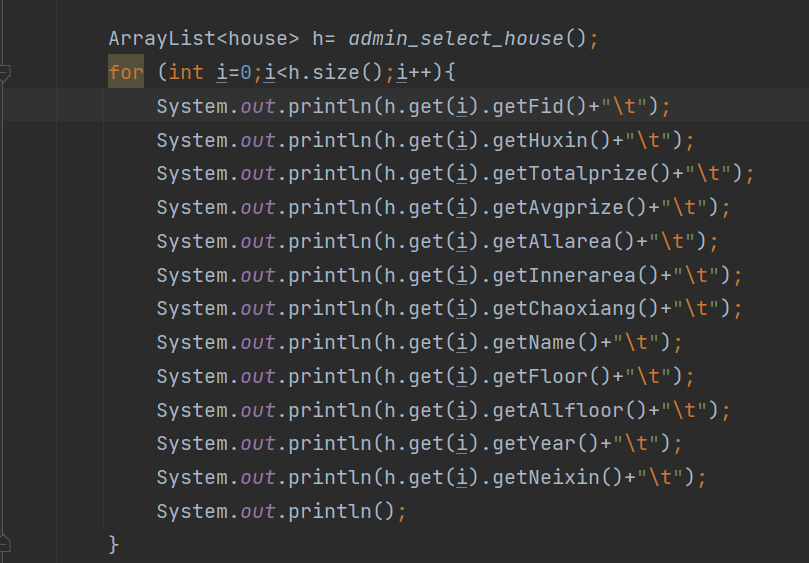 ArrayList<house> h= admin_select_house();
for (int i=0;i<h.size();i++){
System.out.println(h.get(i).getFid()+"\t");
System.out.println(h.get(i).getHuxin()+"\t");
System.out.println(h.get(i).getTotalprize()+"\t");
System.out.println(h.get(i).getAvgprize()+"\t");
System.out.println(h.get(i).getAllarea()+"\t");
System.out.println(h.get(i).getInnerarea()+"\t");
System.out.println(h.get(i).getChaoxiang()+"\t");
System.out.println(h.get(i).getName()+"\t");
System.out.println(h.get(i).getFloor()+"\t");
System.out.println(h.get(i).getAllfloor()+"\t");
System.out.println(h.get(i).getYear()+"\t");
System.out.println(h.get(i).getNeixin()+"\t");
System.out.println();
}